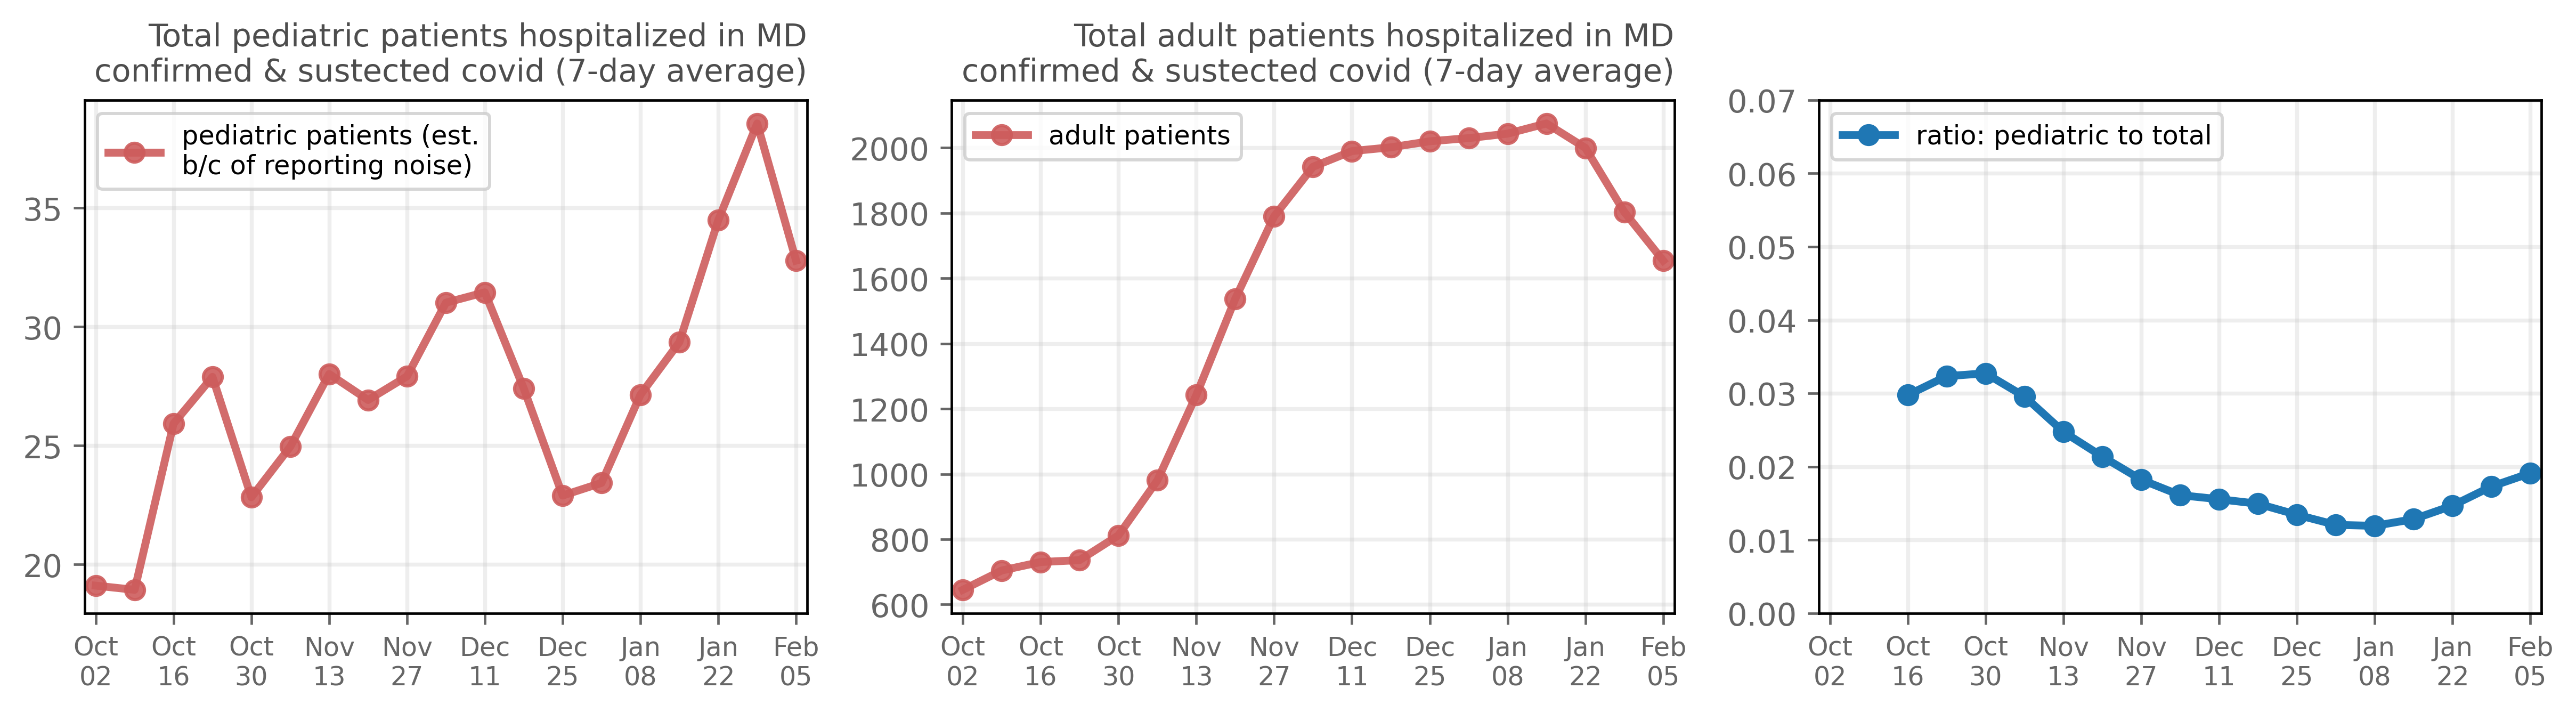 Total pediatric patients hospitalized in MD
confirmed & sustected covid (7-day average)
pediatric patients (est.
b/c of reporting noise)
35
30
25
20
Oct Oct Oct Nov Nov Dec Dec Jan Jan Feb
02 16 30 13 27 11 25 08 22 05
Total adult patients hospitalized in MD
confirmed & sustected covid (7-day average)
adult patients
2000
1800
1600
1400
1200
1000
800
600
Oct Oct Oct Nov Nov Dec Dec Jan Jan Feb
02 16 30 13 27 11 25 08 22 05
ratio: pediatric to total
0.07
0.06
0.05
0.04
0.03
0.02
0.01
0.00
Oct Oct Oct Nov Nov Dec Dec Jan Jan Feb
02 16 30 13 27 11 25 08 22 05